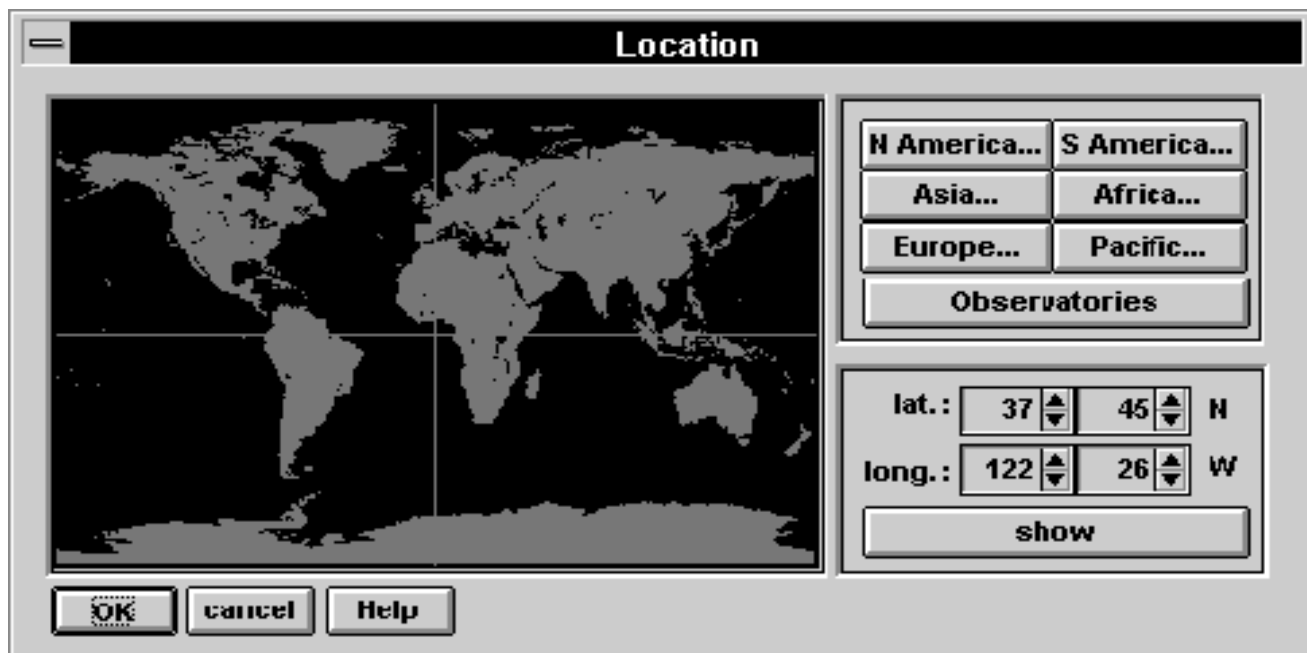 Location
N America... S America...
Asia... Africa...
Europe... Pacific...
Observatories
lat.: 37 45 N
long.: 122 26 W
show
OK cancel Help